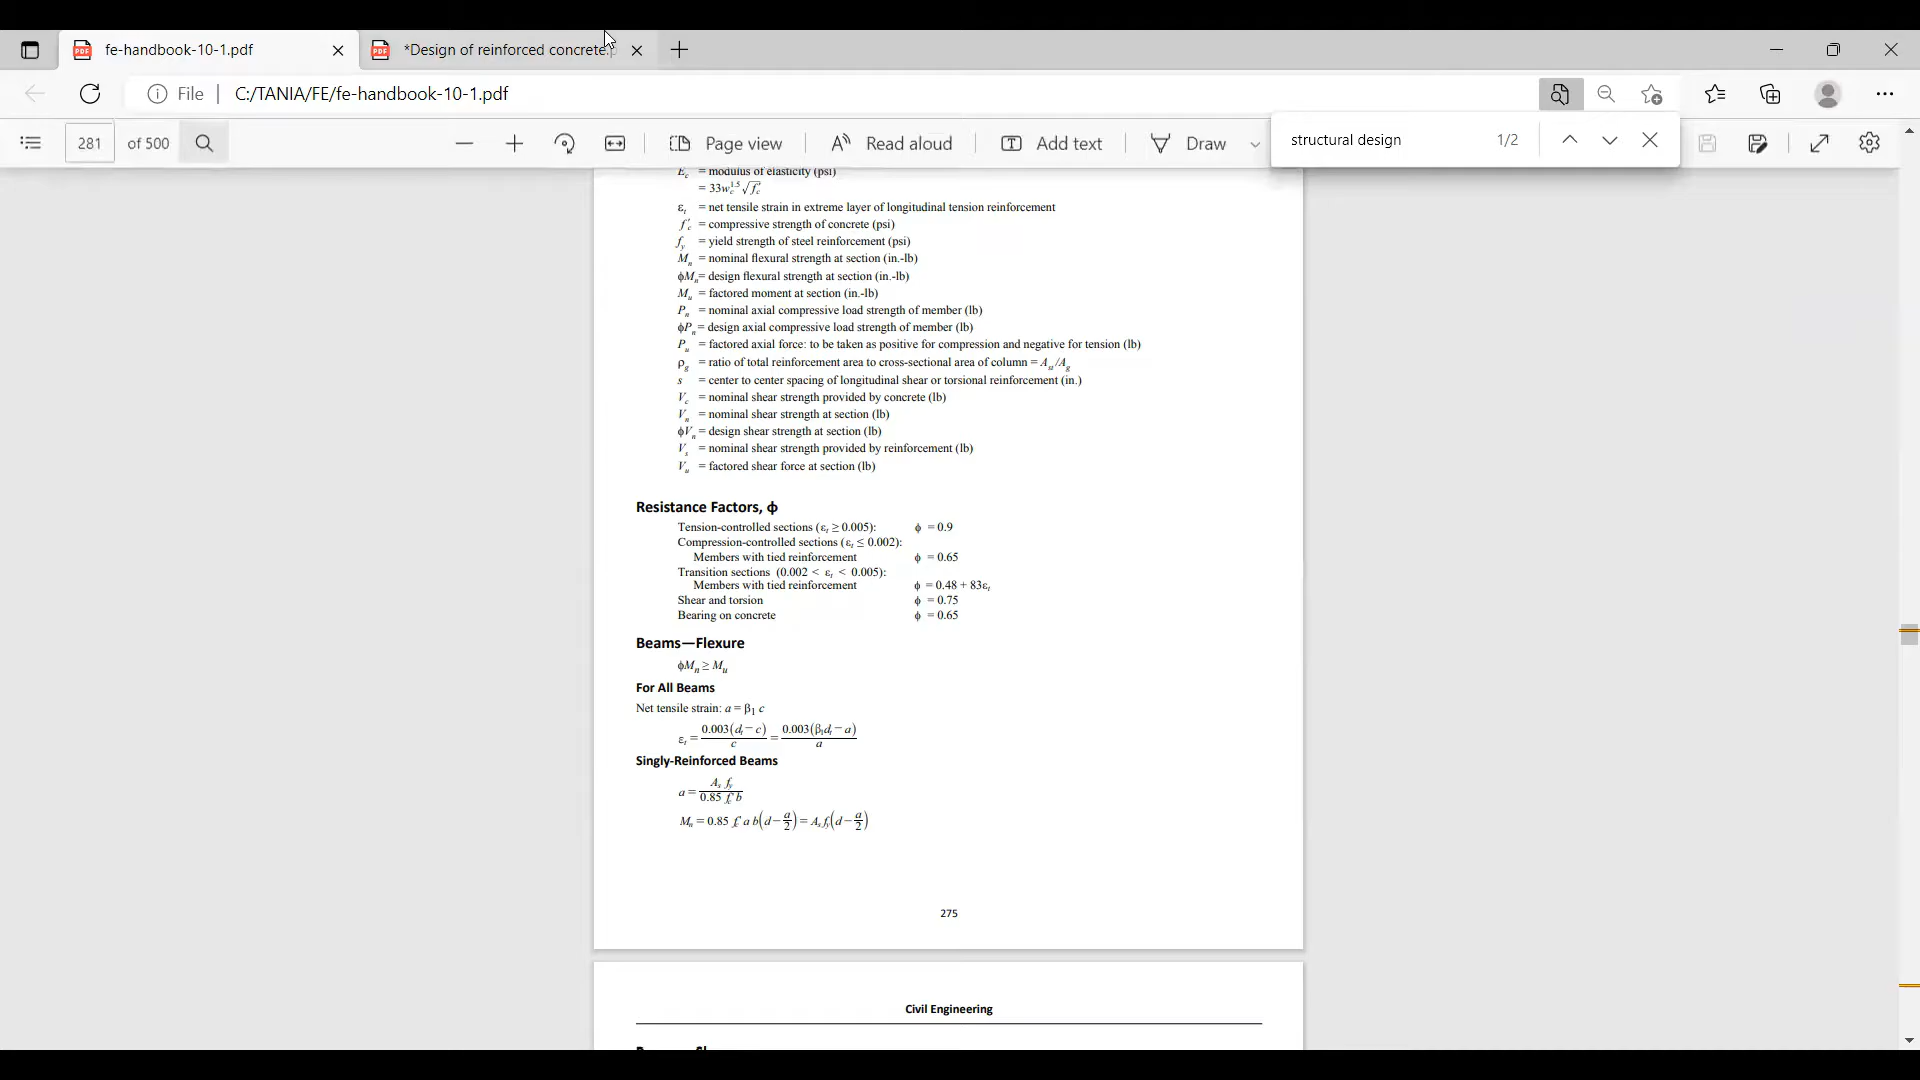 fe-handbook-10-1.pdf
*Design of reinforced concrete.p
File
C:/TANIA/FE/fe-handbook-10-1.pdf
281 of 500
Page view
Read aloud
Add text
Draw
structural design 1/2
E_c = modulus of elasticity (psi)
= 33w_c^1.5 √f'_c
ε_t = net tensile strain in extreme layer of longitudinal tension reinforcement
f'_c = compressive strength of concrete (psi)
f_y = yield strength of steel reinforcement (psi)
M_n = nominal flexural strength at section (in.-lb)
ϕM_n = design flexural strength at section (in.-lb)
M_u = factored moment at section (in.-lb)
P_n = nominal axial compressive load strength of member (lb)
ϕP_n = design axial compressive load strength of member (lb)
P_u = factored axial force: to be taken as positive for compression and negative for tension (lb)
ρ_g = ratio of total reinforcement area to cross-sectional area of column = A_st/A_g
s = center to center spacing of longitudinal shear or torsional reinforcement (in.)
V_c = nominal shear strength provided by concrete (lb)
V_n = nominal shear strength at section (lb)
ϕV_n = design shear strength at section (lb)
V_s = nominal shear strength provided by reinforcement (lb)
V_u = factored shear force at section (lb)
Resistance Factors, ϕ
Tension-controlled sections (ε_t ≥ 0.005): ϕ = 0.9
Compression-controlled sections (ε_t ≤ 0.002):
Members with tied reinforcement ϕ = 0.65
Transition sections (0.002 < ε_t < 0.005):
Members with tied reinforcement ϕ = 0.48 + 83ε_t
Shear and torsion ϕ = 0.75
Bearing on concrete ϕ = 0.65
Beams—Flexure
ϕM_n ≥ M_u
For All Beams
Net tensile strain: a = β_1 c
ε_t = 0.003(d_t − c)/c = 0.003(β_1 d_t − a)/a
Singly-Reinforced Beams
a = A_s f_y / 0.85 f'_c b
M_n = 0.85 f'_c a b(d − a/2) = A_s f_y(d − a/2)
275
Civil Engineering